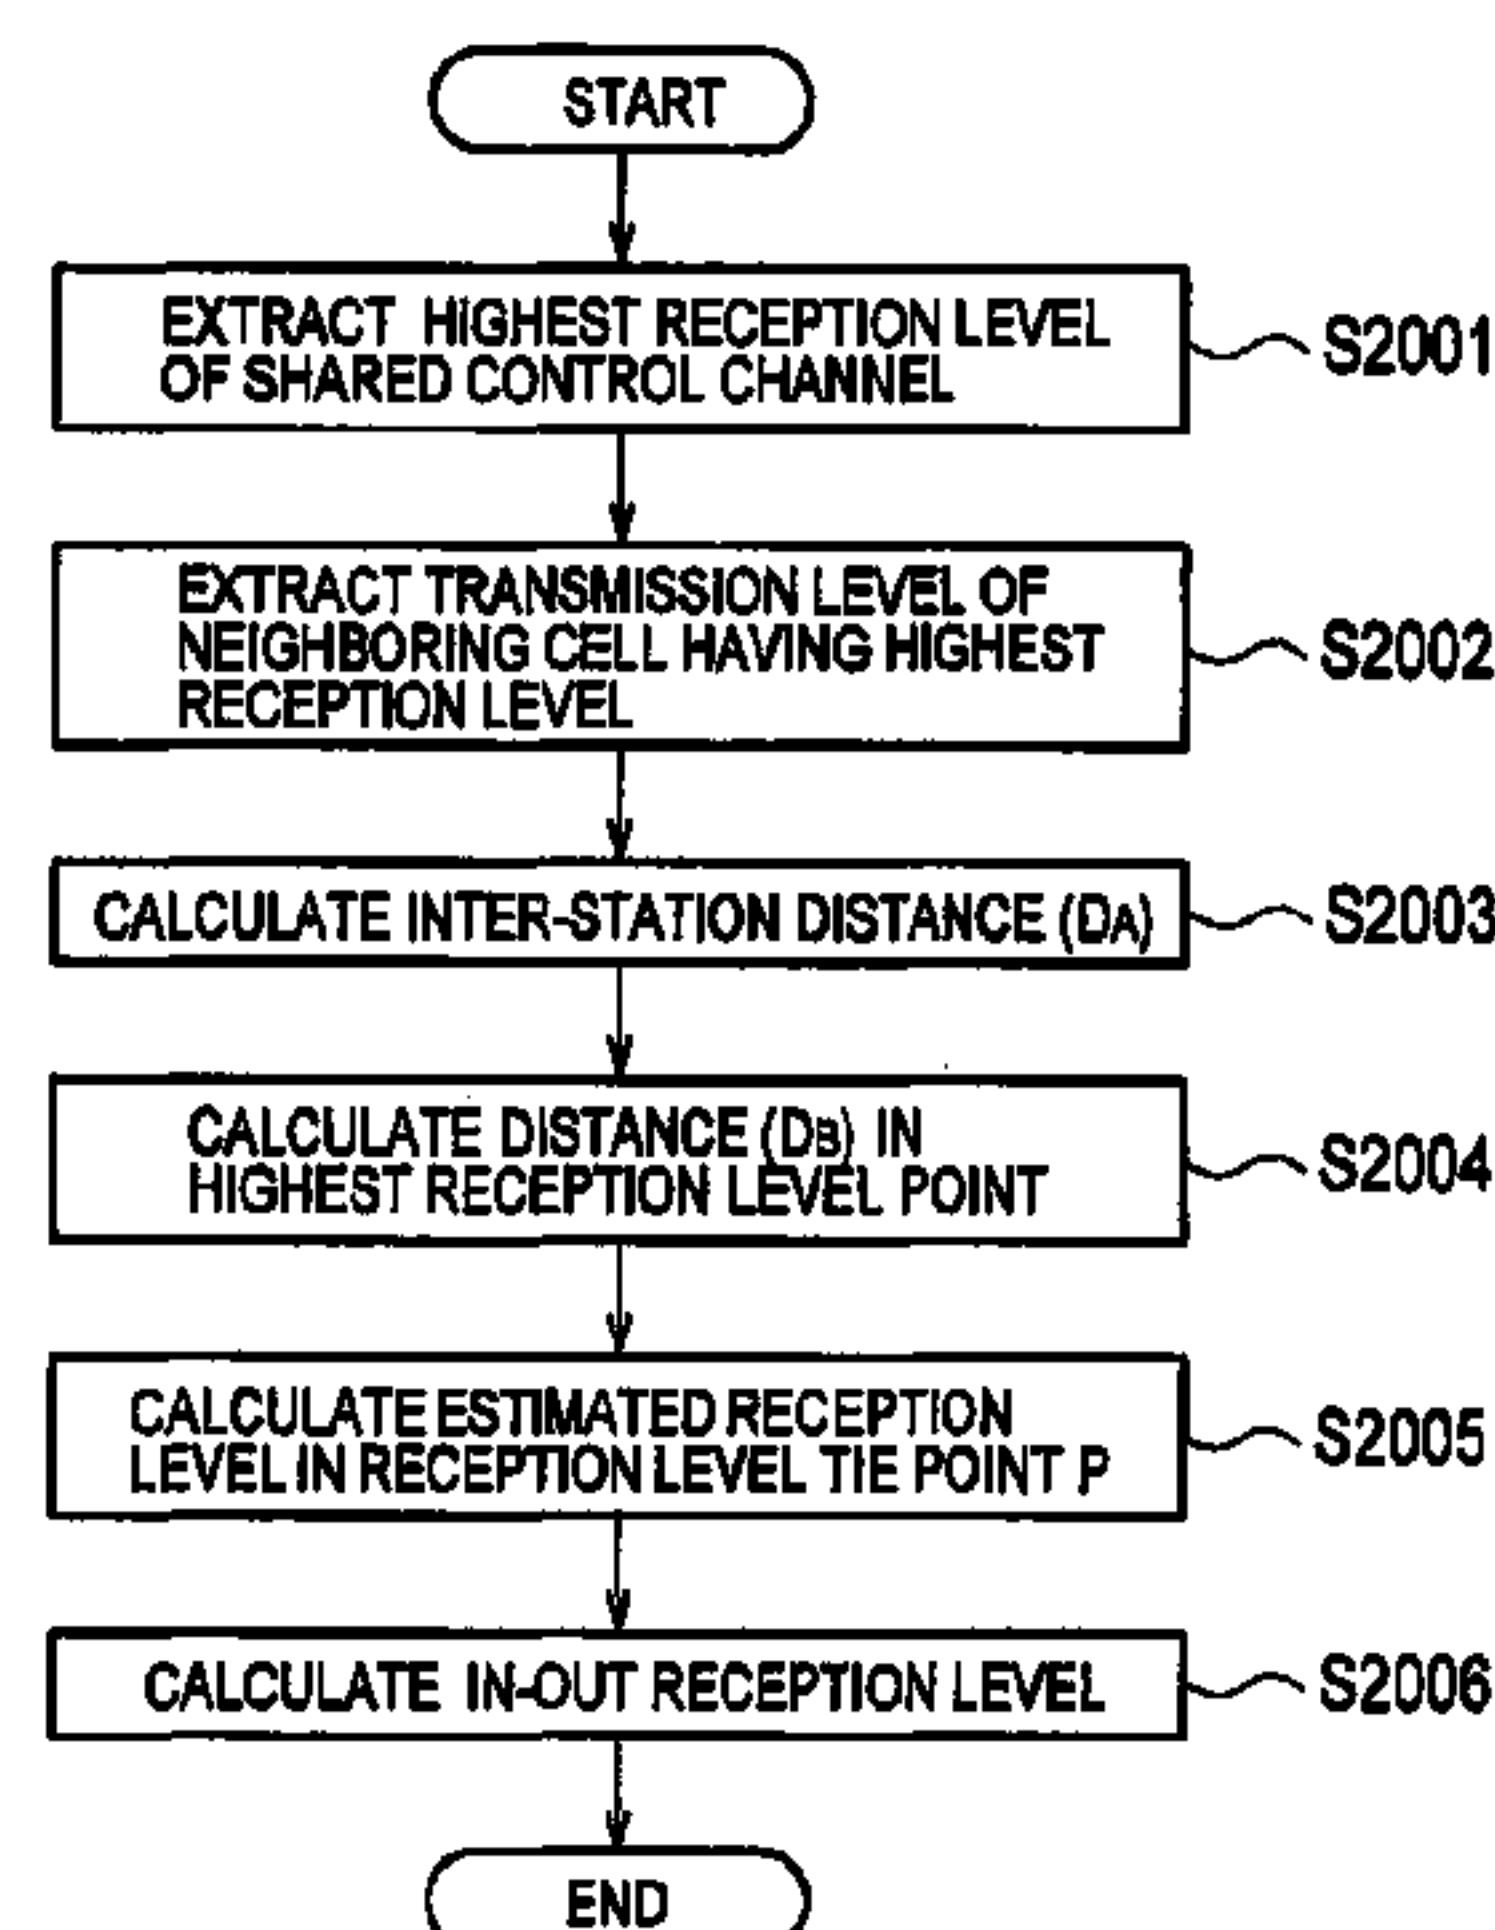 START
EXTRACT HIGHEST RECEPTION LEVEL
OF SHARED CONTROL CHANNEL
S2001
EXTRACT TRANSMISSION LEVEL OF
NEIGHBORING CELL HAVING HIGHEST
RECEPTION LEVEL
S2002
CALCULATE INTER-STATION DISTANCE (DA)
S2003
CALCULATE DISTANCE (DB) IN
HIGHEST RECEPTION LEVEL POINT
S2004
CALCULATE ESTIMATED RECEPTION
LEVEL IN RECEPTION LEVEL TIE POINT P
S2005
CALCULATE IN-OUT RECEPTION LEVEL
S2006
END